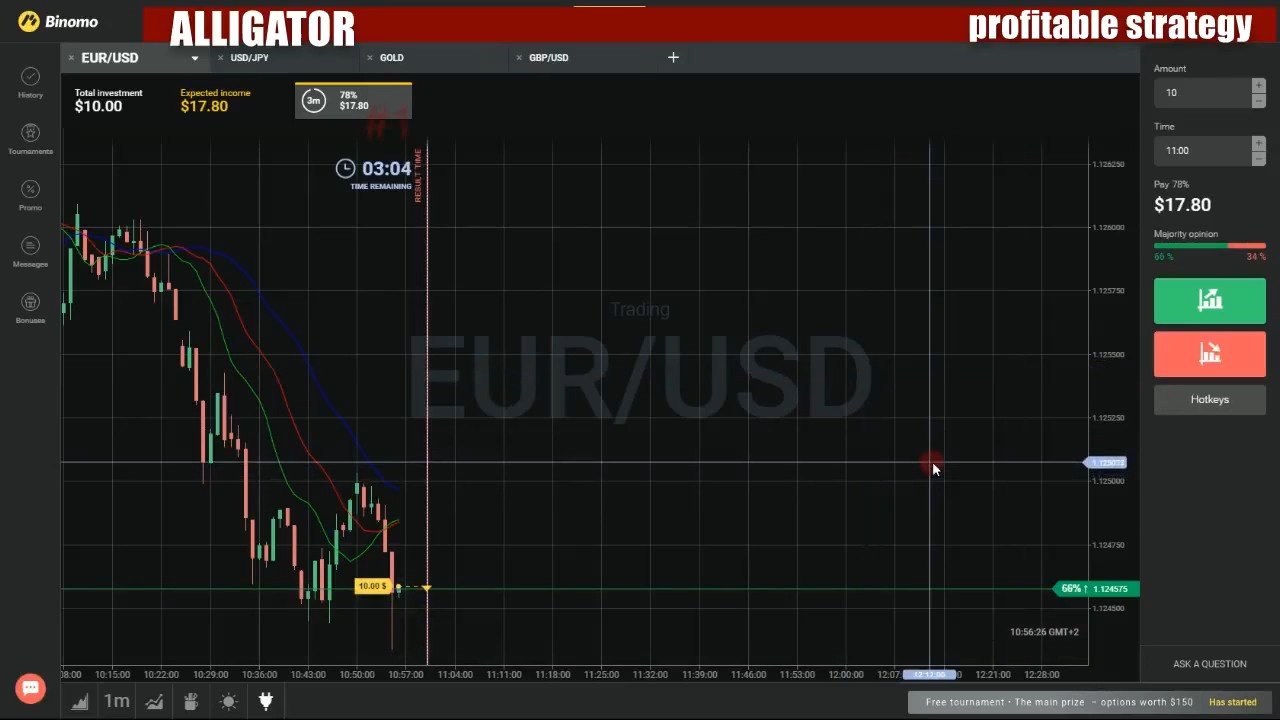 Binomo
ALLIGATOR
profitable strategy
EUR/USD
USD/JPY
GOLD
GBP/USD
Amount
10
Time
11:00
Pay 78%
$17.80
Majority opinion
66 %
34 %
Hotkeys
ASK A QUESTION
History
Tournaments
Promo
Messages
Bonuses
Total investment
$10.00
Expected income
$17.80
3m
78%
$17.80
#1
03:04
TIME REMAINING
RESULT TIME
Trading
EUR/USD
1.126250
1.126000
1.125750
1.125500
1.125250
1.125000
1.124750
1.124500
10.00 $
66% ↑ 1.124575
10:56:26 GMT+2
10:15:00 10:22:00 10:29:00 10:36:00 10:43:00 10:50:00 10:57:00 11:04:00 11:11:00 11:18:00 11:25:00 11:32:00 11:39:00 11:46:00 11:53:00 12:00:00 12:21:00 12:28:00
1m
Free tournament • The main prize – options worth $150 Has started